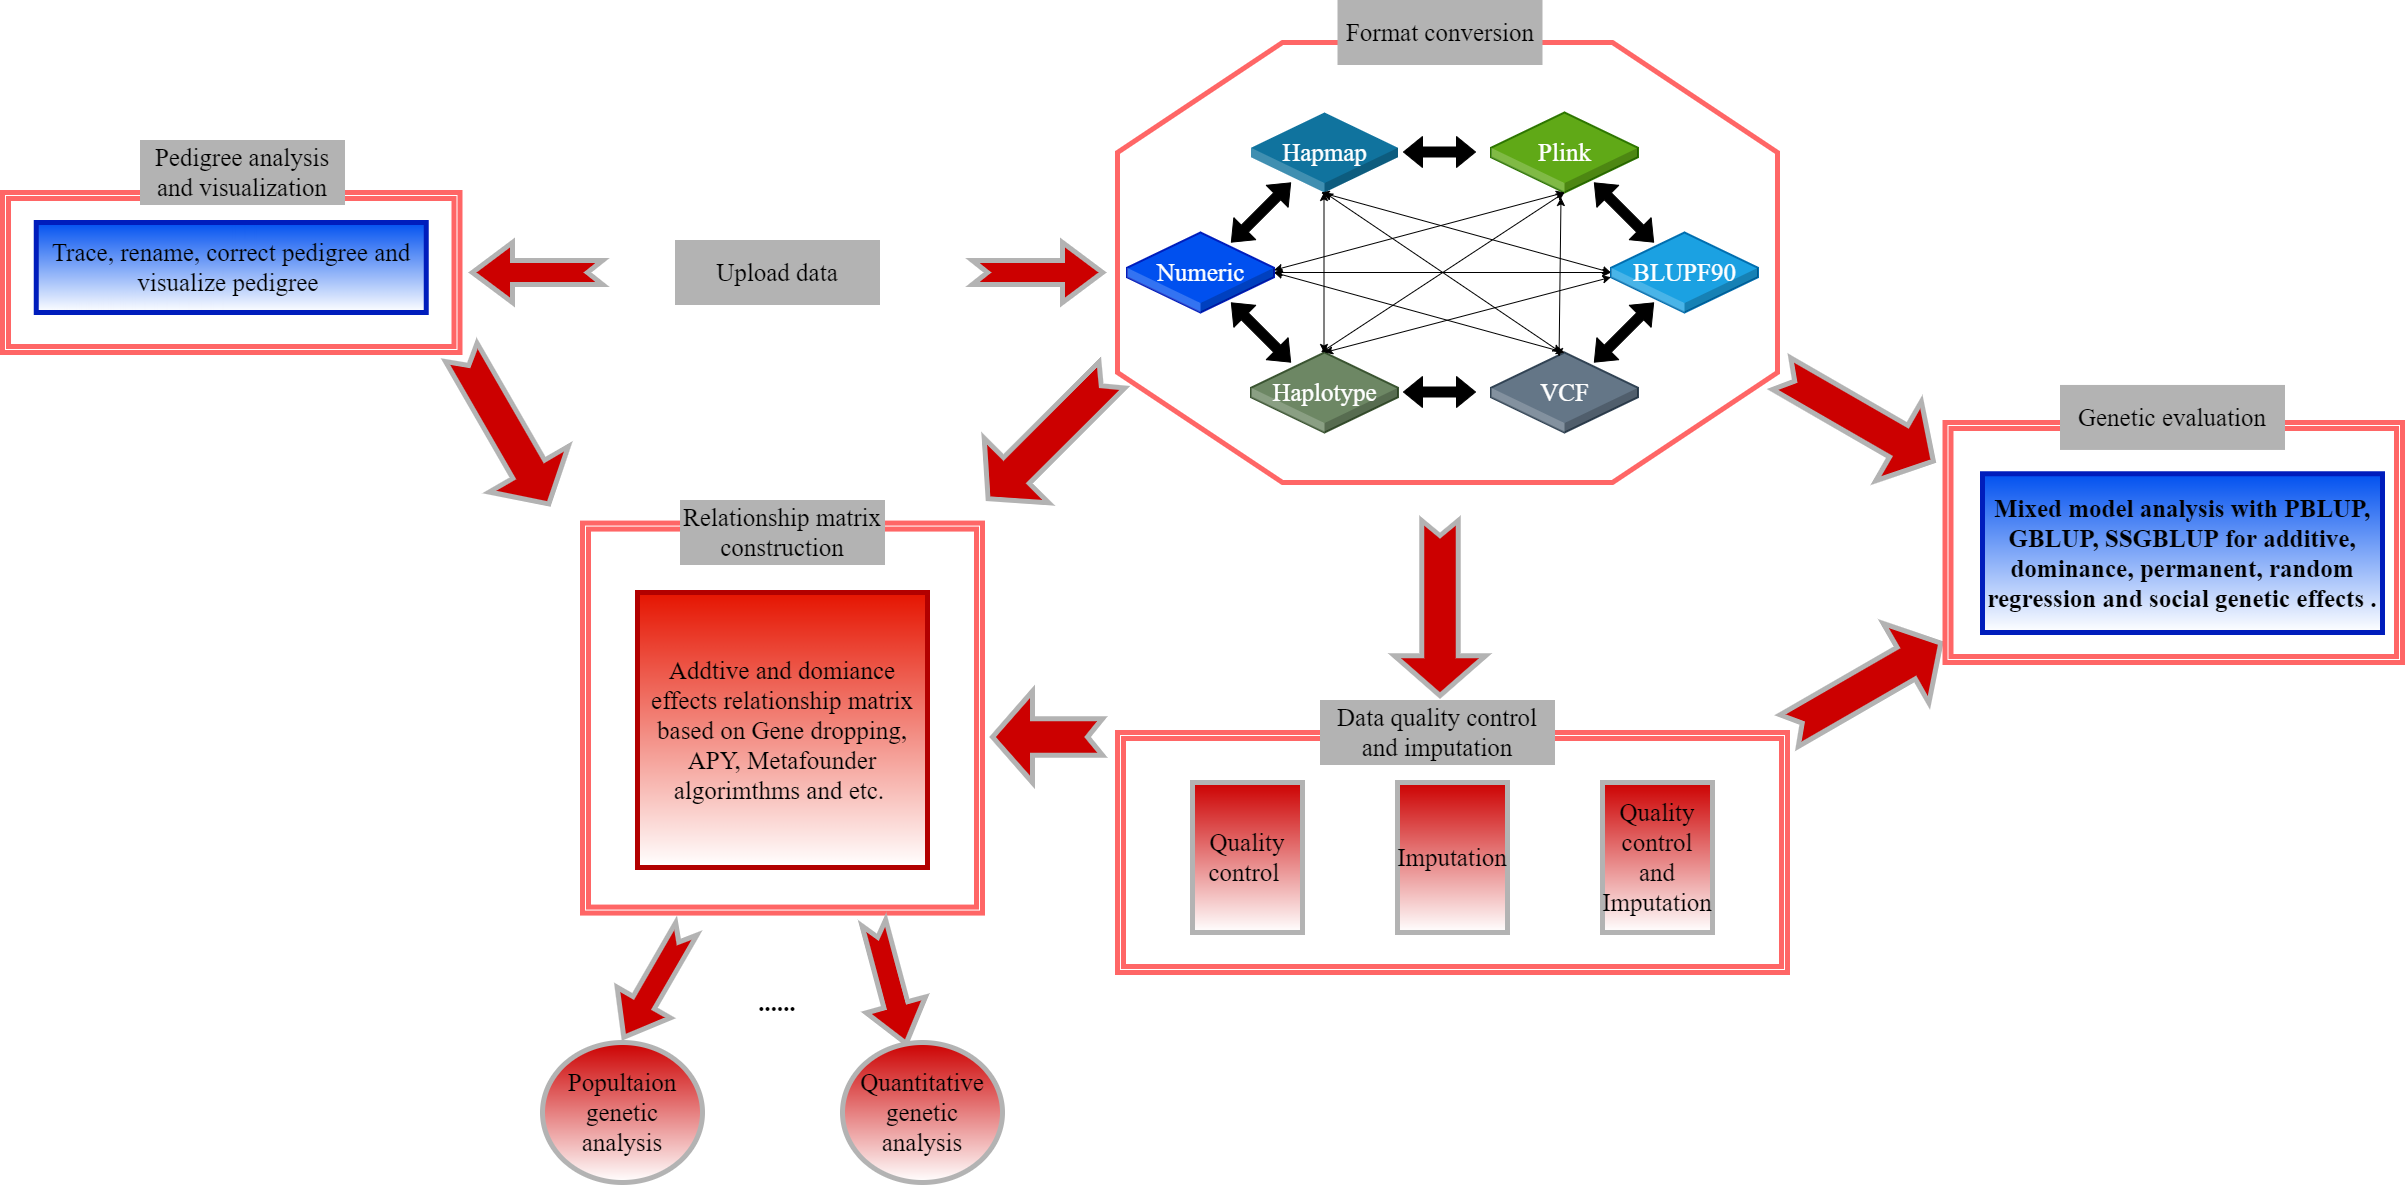 Format conversion
Hapmap
Plink
Numeric
BLUPF90
Haplotype
VCF
Pedigree analysis
and visualization
Trace, rename, correct pedigree and
visualize pedigree
Upload data
Genetic evaluation
Mixed model analysis with PBLUP,
GBLUP, SSGBLUP for additive,
dominance, permanent, random
regression and social genetic effects .
Relationship matrix
construction
Addtive and domiance
effects relationship matrix
based on Gene dropping,
APY, Metafounder
algorimthms and etc.
Data quality control
and imputation
Quality
control
Imputation
Quality
control
and
Imputation
......
Popultaion
genetic
analysis
Quantitative
genetic
analysis